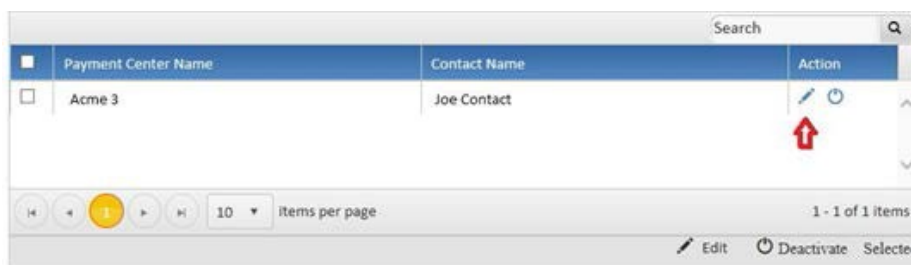 Search
Payment Center Name Contact Name Action
Acme 3 Joe Contact
1 10 items per page 1 - 1 of 1 items
Edit Deactivate Selecte